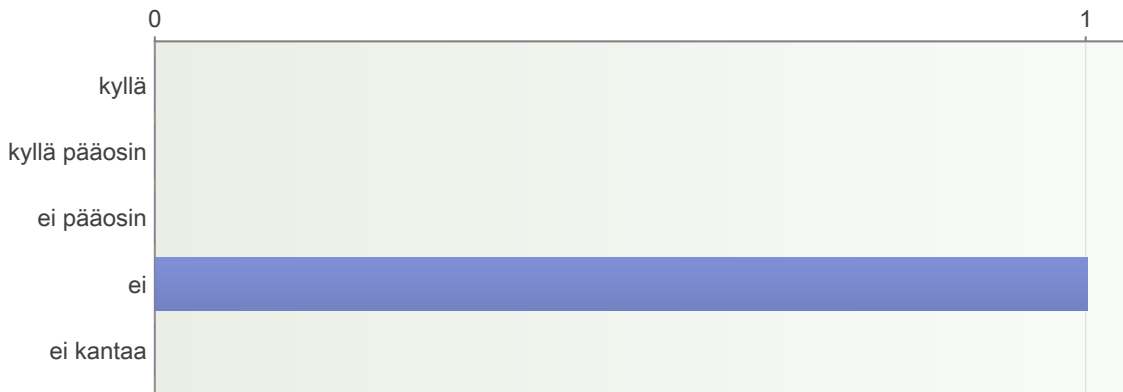 0 1
kyllä
kyllä pääosin
ei pääosin
ei
ei kantaa